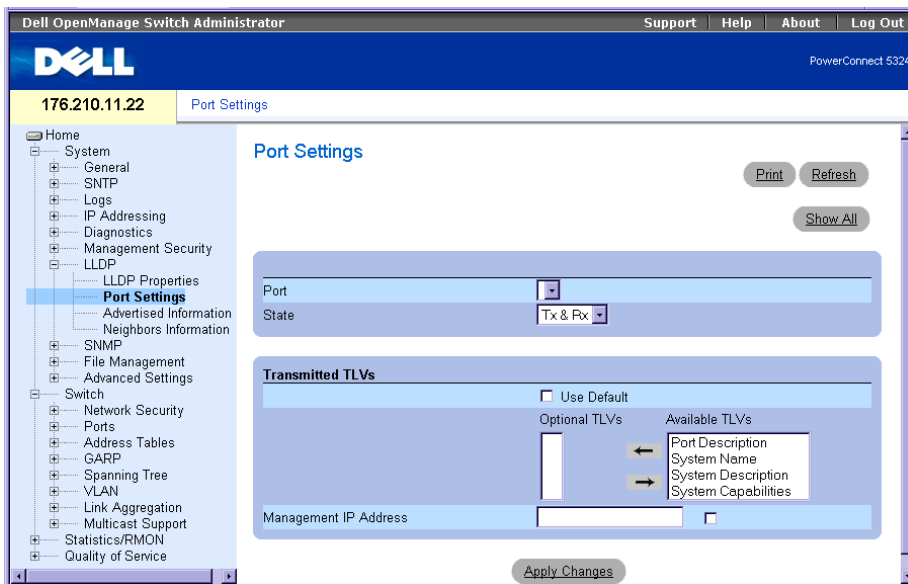 Dell OpenManage Switch Administrator Support Help About Log Out
DELL
PowerConnect 5324
176.210.11.22 Port Settings
Home
System
General
SNTP
Logs
IP Addressing
Diagnostics
Management Security
LLDP
LLDP Properties
Port Settings
Advertised Information
Neighbors Information
SNMP
File Management
Advanced Settings
Switch
Network Security
Ports
Address Tables
GARP
Spanning Tree
VLAN
Link Aggregation
Multicast Support
Statistics/RMON
Quality of Service
Port Settings
Print Refresh
Show All
Port
State Tx & Rx
Transmitted TLVs
Use Default
Optional TLVs Available TLVs
Port Description
System Name
System Description
System Capabilities
Management IP Address
Apply Changes